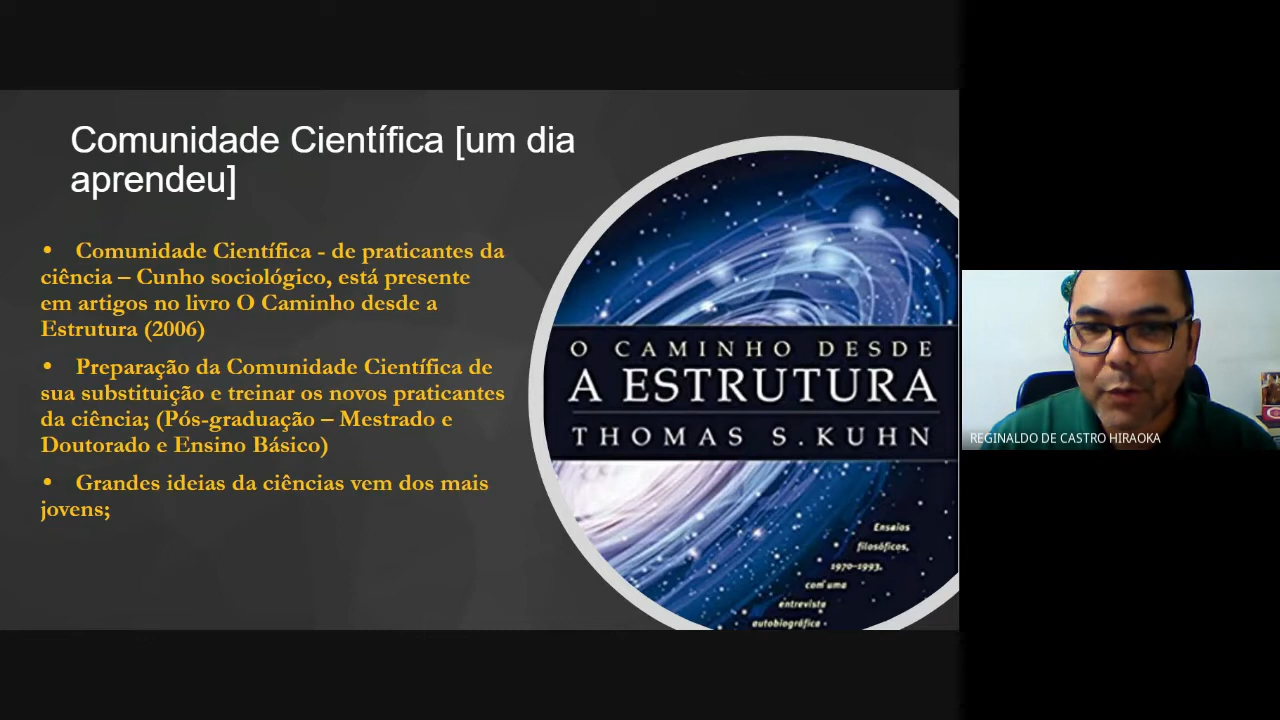 Comunidade Científica [um dia
aprendeu]
• Comunidade Científica - de praticantes da
ciência – Cunho sociológico, está presente
em artigos no livro O Caminho desde a
Estrutura (2006)
• Preparação da Comunidade Científica de
sua substituição e treinar os novos praticantes
da ciência; (Pós-graduação – Mestrado e
Doutorado e Ensino Básico)
• Grandes ideias da ciências vem dos mais
jovens;
O CAMINHO DESDE
A ESTRUTURA
THOMAS S. KUHN
Ensaios
filosóficos,
1970-1993,
com uma
entrevista
autobiográfica
REGINALDO DE CASTRO HIRAOKA